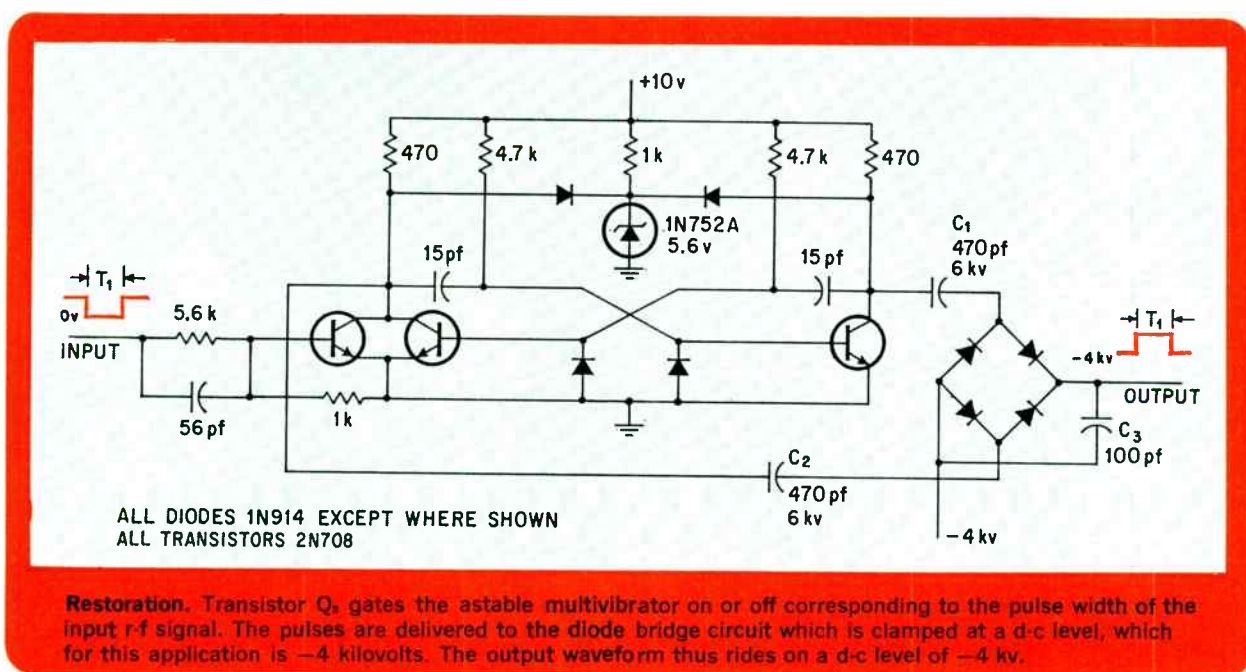 +10v
470
4.7k
1k
4.7k
470
1N752A
5.6v
C₁
470pf
6kv
15pf
15pf
T₁
0v
5.6k
INPUT
56pf
1k
T₁
-4kv
OUTPUT
C₃
100pf
C₂
470pf
6kv
-4kv
ALL DIODES 1N914 EXCEPT WHERE SHOWN
ALL TRANSISTORS 2N708
Restoration. Transistor Q gates the astable multivibrator on or off corresponding to the pulse width of the
input r-f signal. The pulses are delivered to the diode bridge circuit which is clamped at a d-c level, which
for this application is —4 kilovolts. The output waveform thus rides on a d-c level of —4 kv.